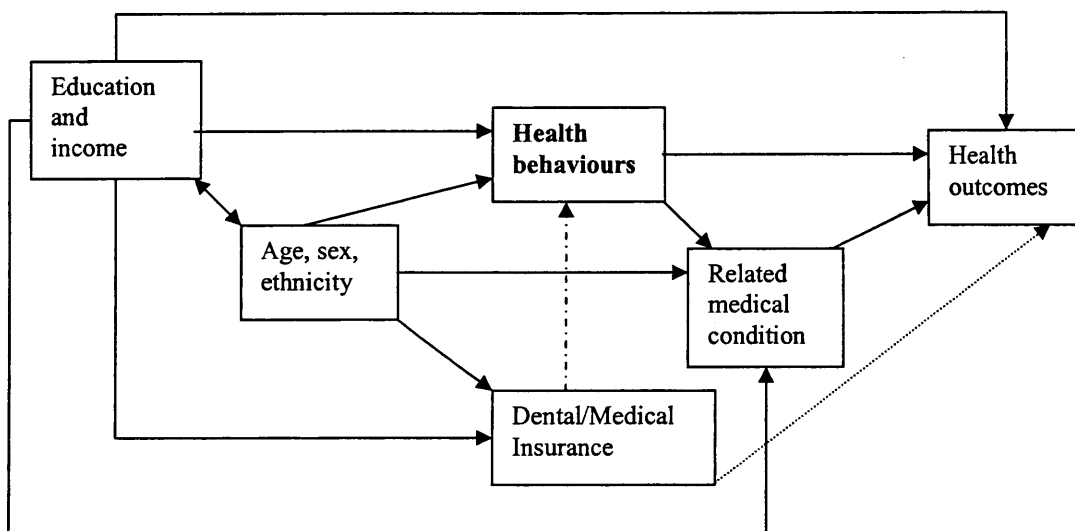 Education
and
income
Health
behaviours
Health
outcomes
Age, sex,
ethnicity
Related
medical
condition
Dental/Medical
Insurance